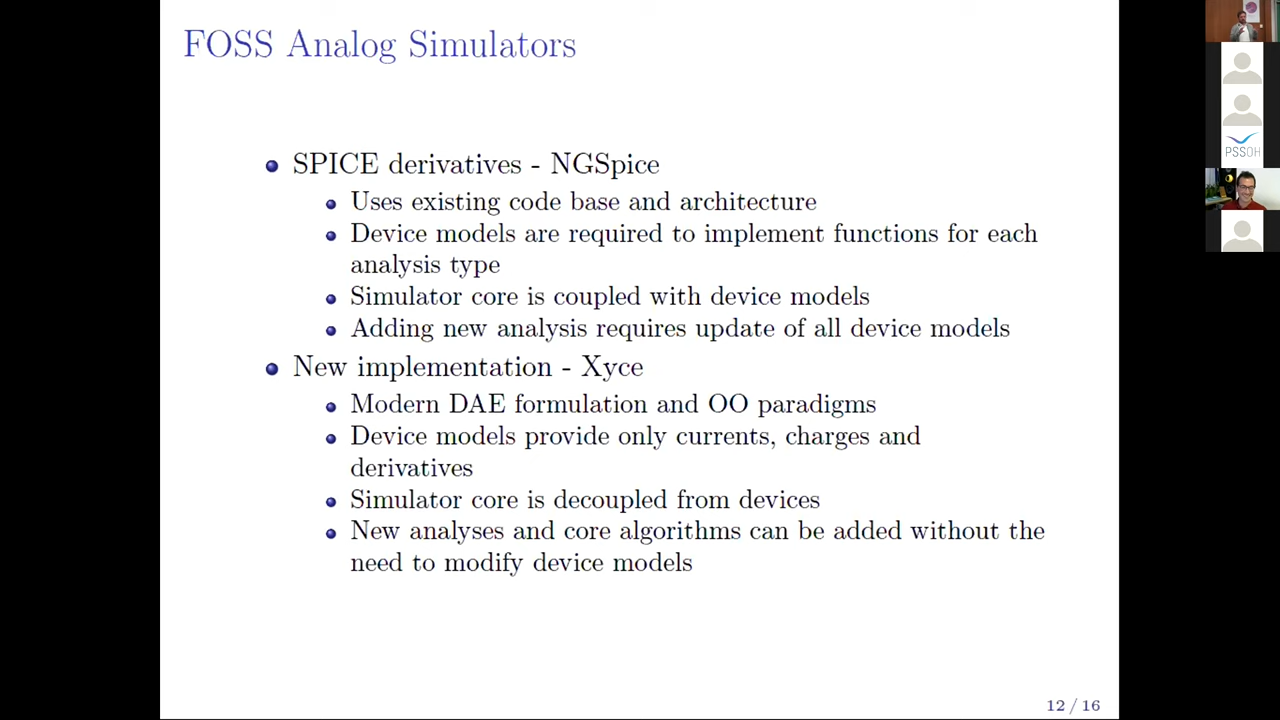 FOSS Analog Simulators
SPICE derivatives - NGSpice
Uses existing code base and architecture
Device models are required to implement functions for each
analysis type
Simulator core is coupled with device models
Adding new analysis requires update of all device models
New implementation - Xyce
Modern DAE formulation and OO paradigms
Device models provide only currents, charges and
derivatives
Simulator core is decoupled from devices
New analyses and core algorithms can be added without the
need to modify device models
12 / 16
PSSOH